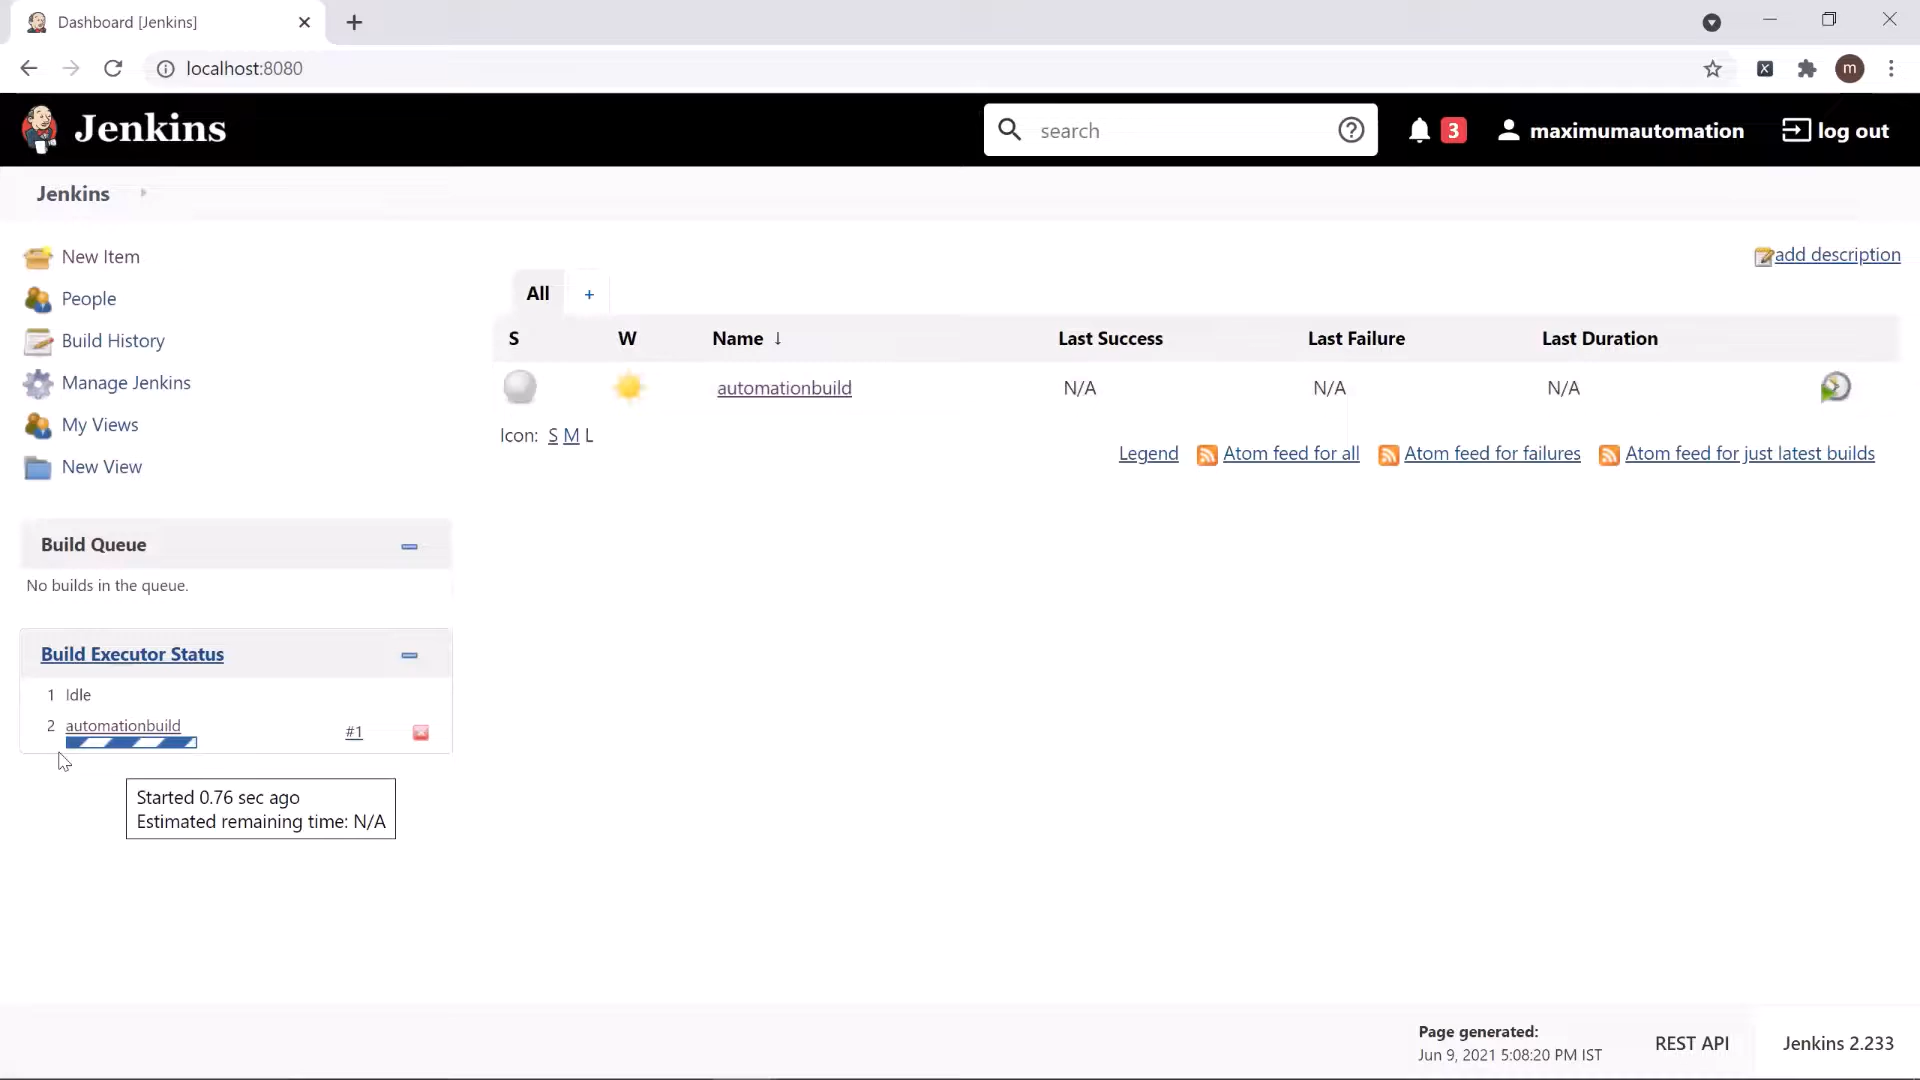 Dashboard [Jenkins]
localhost:8080
m
Jenkins
search
3
maximumautomation
log out
Jenkins
New Item
People
Build History
Manage Jenkins
My Views
New View
add description
All +
S W Name ↓ Last Success Last Failure Last Duration
automationbuild N/A N/A N/A
Icon: S M L
Legend Atom feed for all Atom feed for failures Atom feed for just latest builds
Build Queue
No builds in the queue.
Build Executor Status
1 Idle
2 automationbuild #1
Started 0.76 sec ago
Estimated remaining time: N/A
Page generated:
Jun 9, 2021 5:08:20 PM IST
REST API
Jenkins 2.233